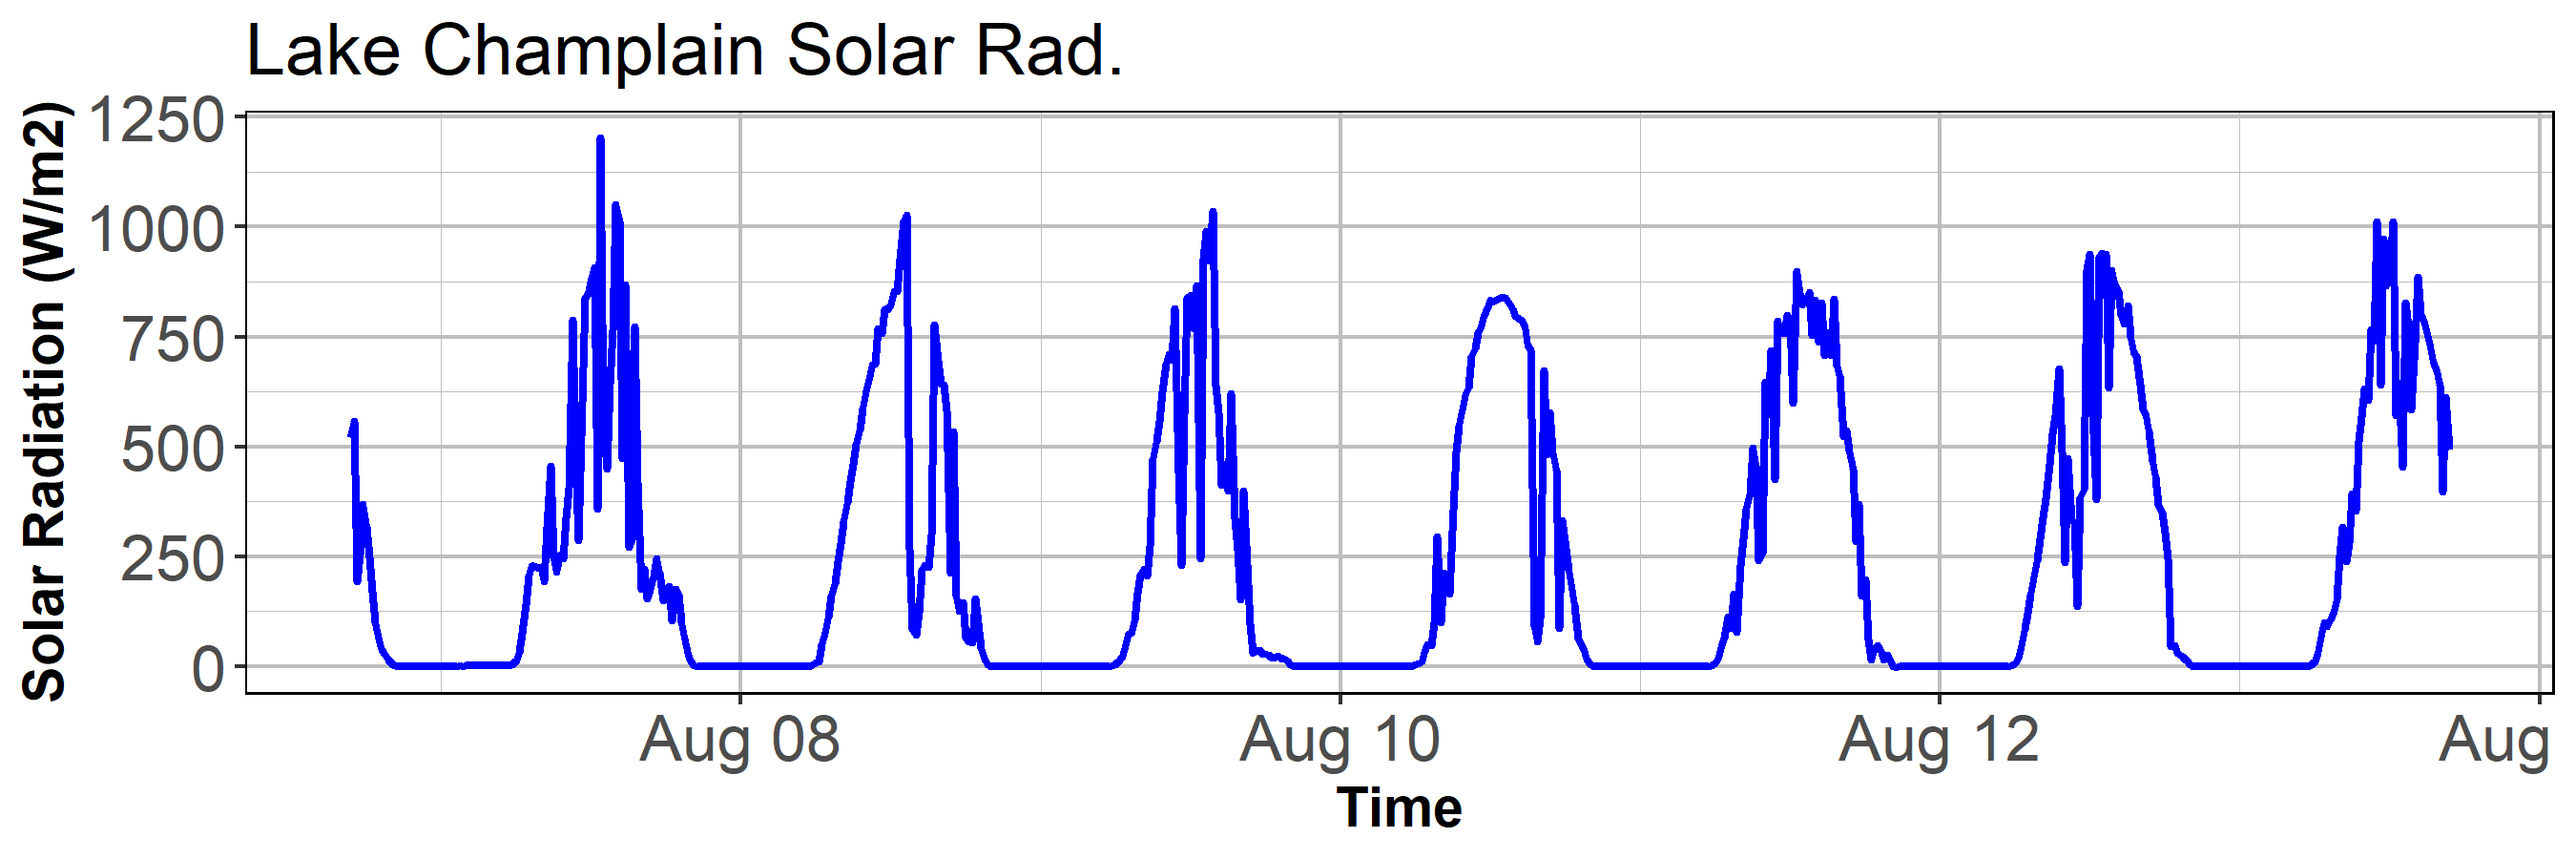 Lake Champlain Solar Rad.
Solar Radiation (W/m2)
1250
1000
750
500
250
0
Aug 08
Aug 10
Aug 12
Aug
Time